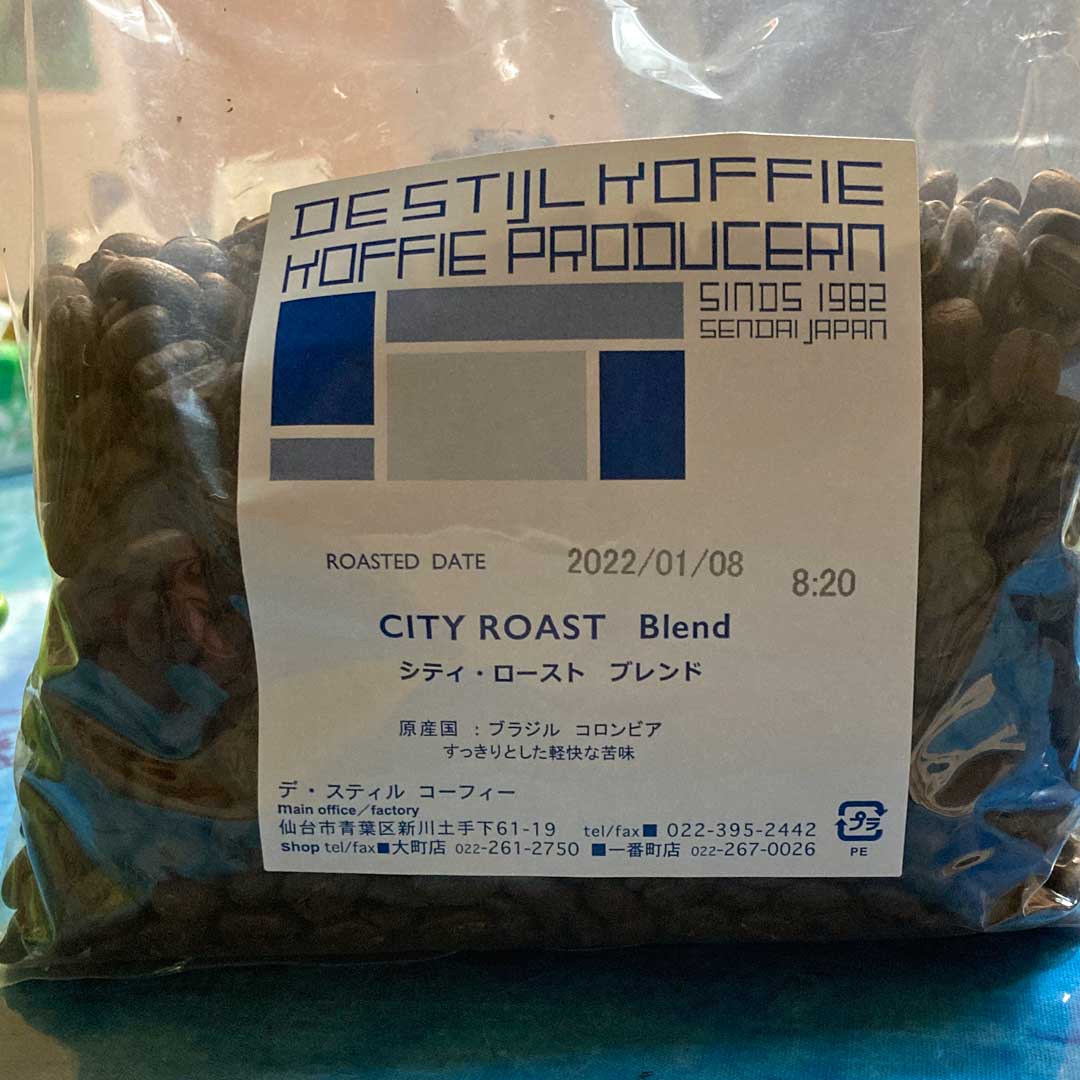 DE STIJL KOFFIE
KOFFIE PRODUCERN
SINDS 1982
SENDAI JAPAN
ROASTED DATE 2022/01/08 8:20
CITY ROAST Blend
シティ・ロースト ブレンド
原産国 : ブラジル コロンビア
すっきりとした軽快な苦味
デ・スティル コーフィー
main office/factory
仙台市青葉区新川土手下61-19 tel/fax■ 022-395-2442
shop tel/fax■大町店 022-261-2750 ■一番町店 022-267-0026
プラ
PE